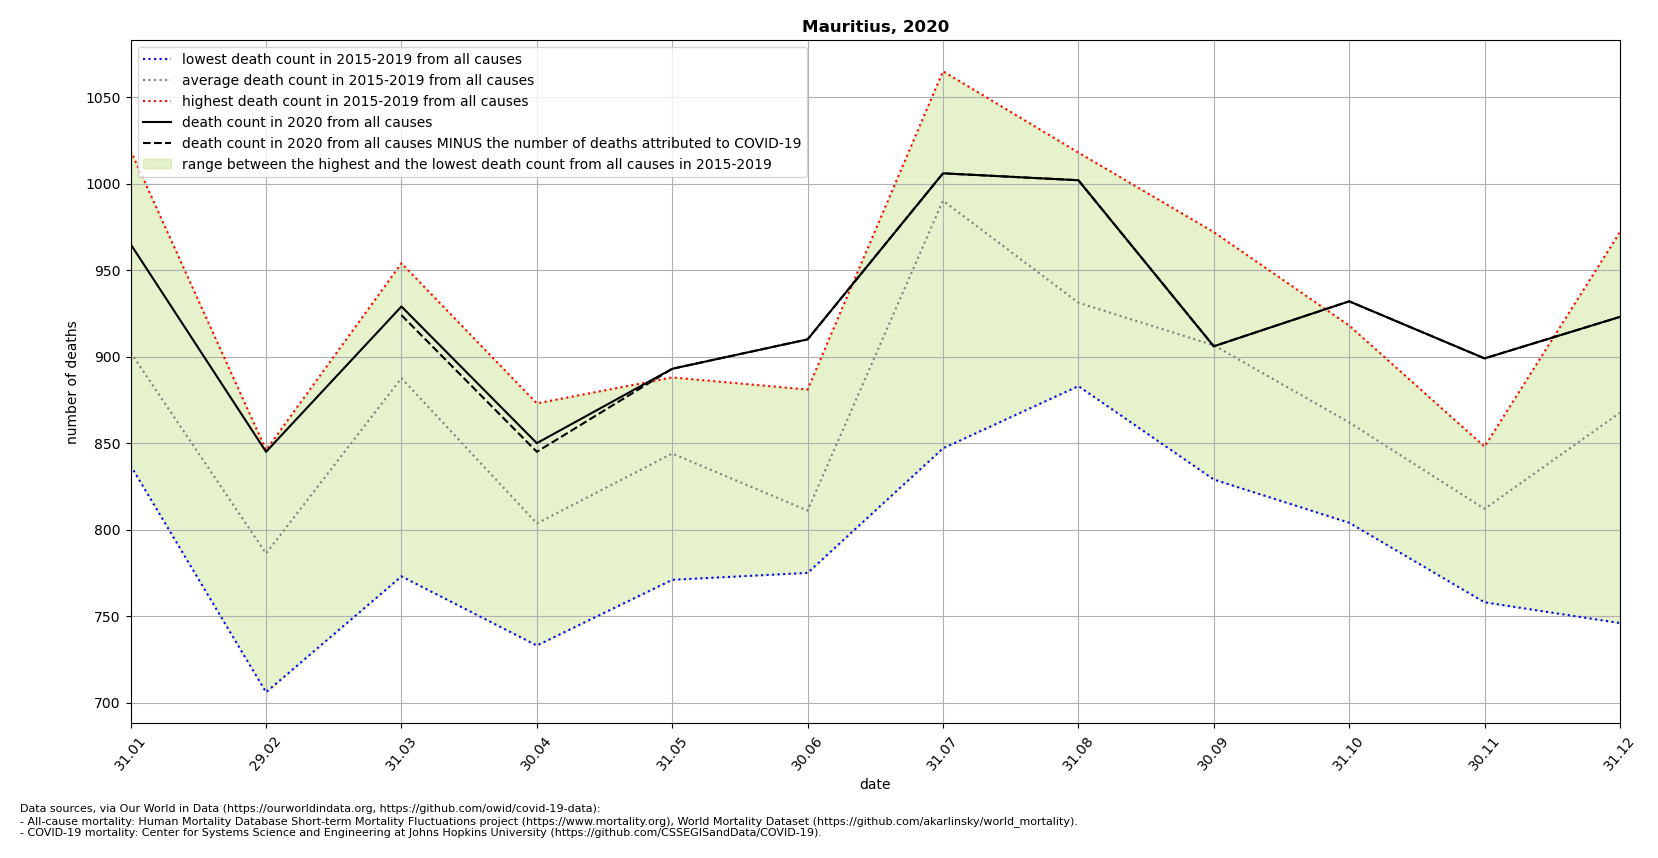 Mauritius, 2020
lowest death count in 2015-2019 from all causes
average death count in 2015-2019 from all causes
highest death count in 2015-2019 from all causes
death count in 2020 from all causes
death count in 2020 from all causes MINUS the number of deaths attributed to COVID-19
range between the highest and the lowest death count from all causes in 2015-2019
number of deaths
1050
1000
950
900
850
800
750
700
31.01
29.02
31.03
30.04
31.05
30.06
31.07
31.08
30.09
31.10
30.11
31.12
date
Data sources, via Our World in Data (https://ourworldindata.org, https://github.com/owid/covid-19-data):
- All-cause mortality: Human Mortality Database Short-term Mortality Fluctuations project (https://www.mortality.org), World Mortality Dataset (https://github.com/akarlinsky/world_mortality).
- COVID-19 mortality: Center for Systems Science and Engineering at Johns Hopkins University (https://github.com/CSSEGISandData/COVID-19).